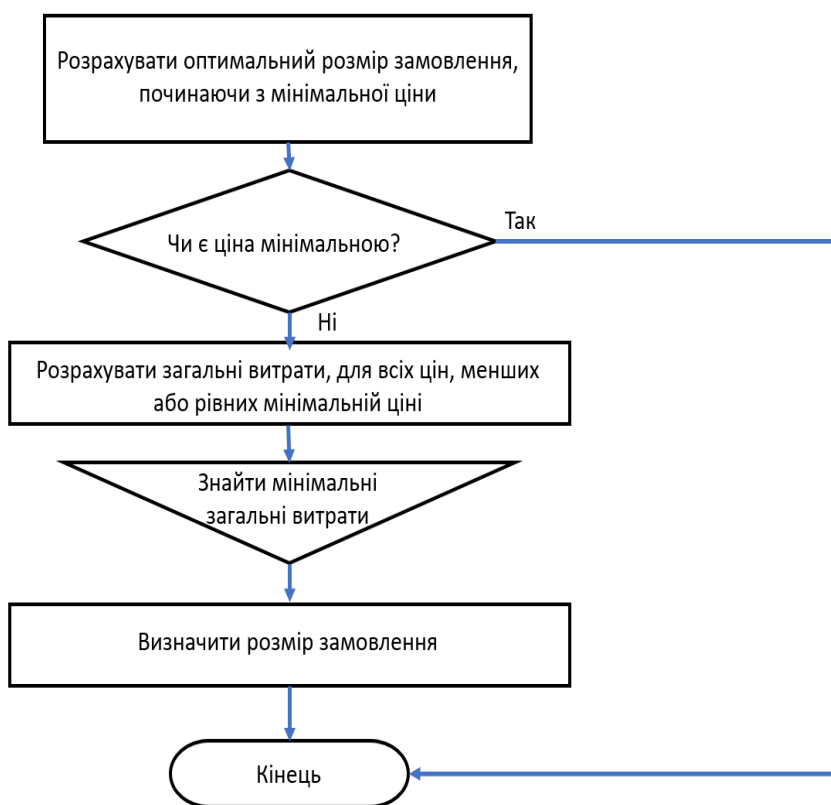 Розрахувати оптимальний розмір замовлення,
починаючи з мінімальної ціни
Чи є ціна мінімальною?
Так
Ні
Розрахувати загальні витрати, для всіх цін, менших
або рівних мінімальній ціні
Знайти мінімальні
загальні витрати
Визначити розмір замовлення
Кінець